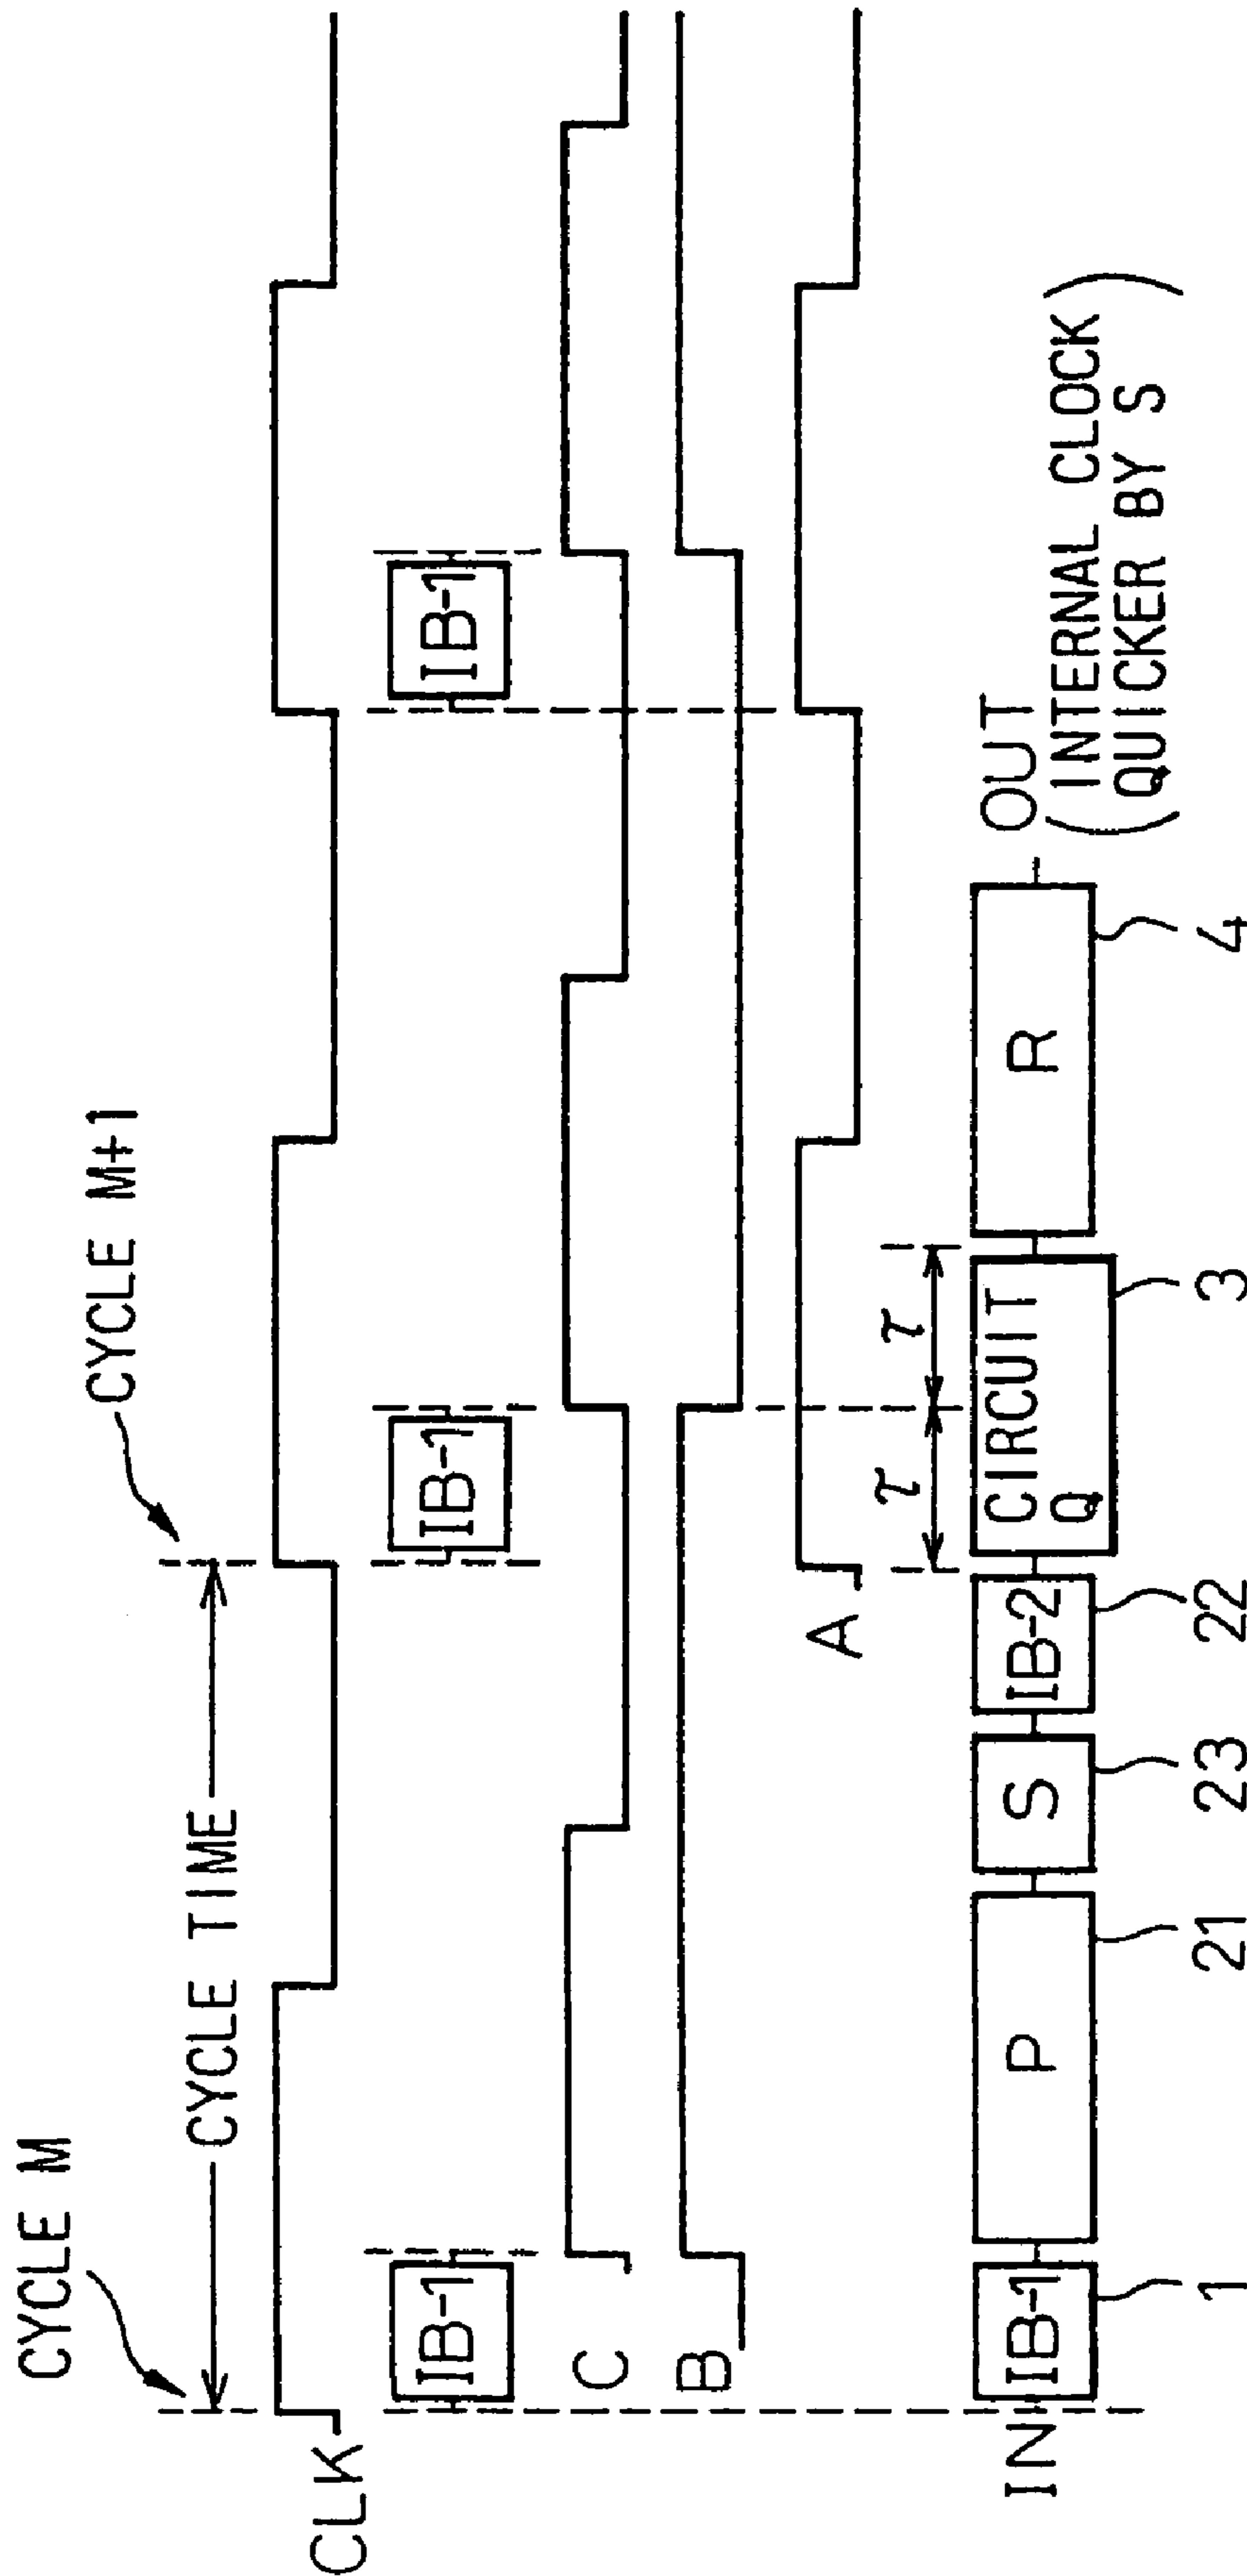 CYCLE M
CYCLE M+1
CYCLE TIME
CLK
IB-1
IB-1
IB-1
C
B
A
τ
τ
IN
IB-1
P
S
IB-2
CIRCUIT
Q
R
OUT
(INTERNAL CLOCK
QUICKER BY S)
1
21
23
22
3
4